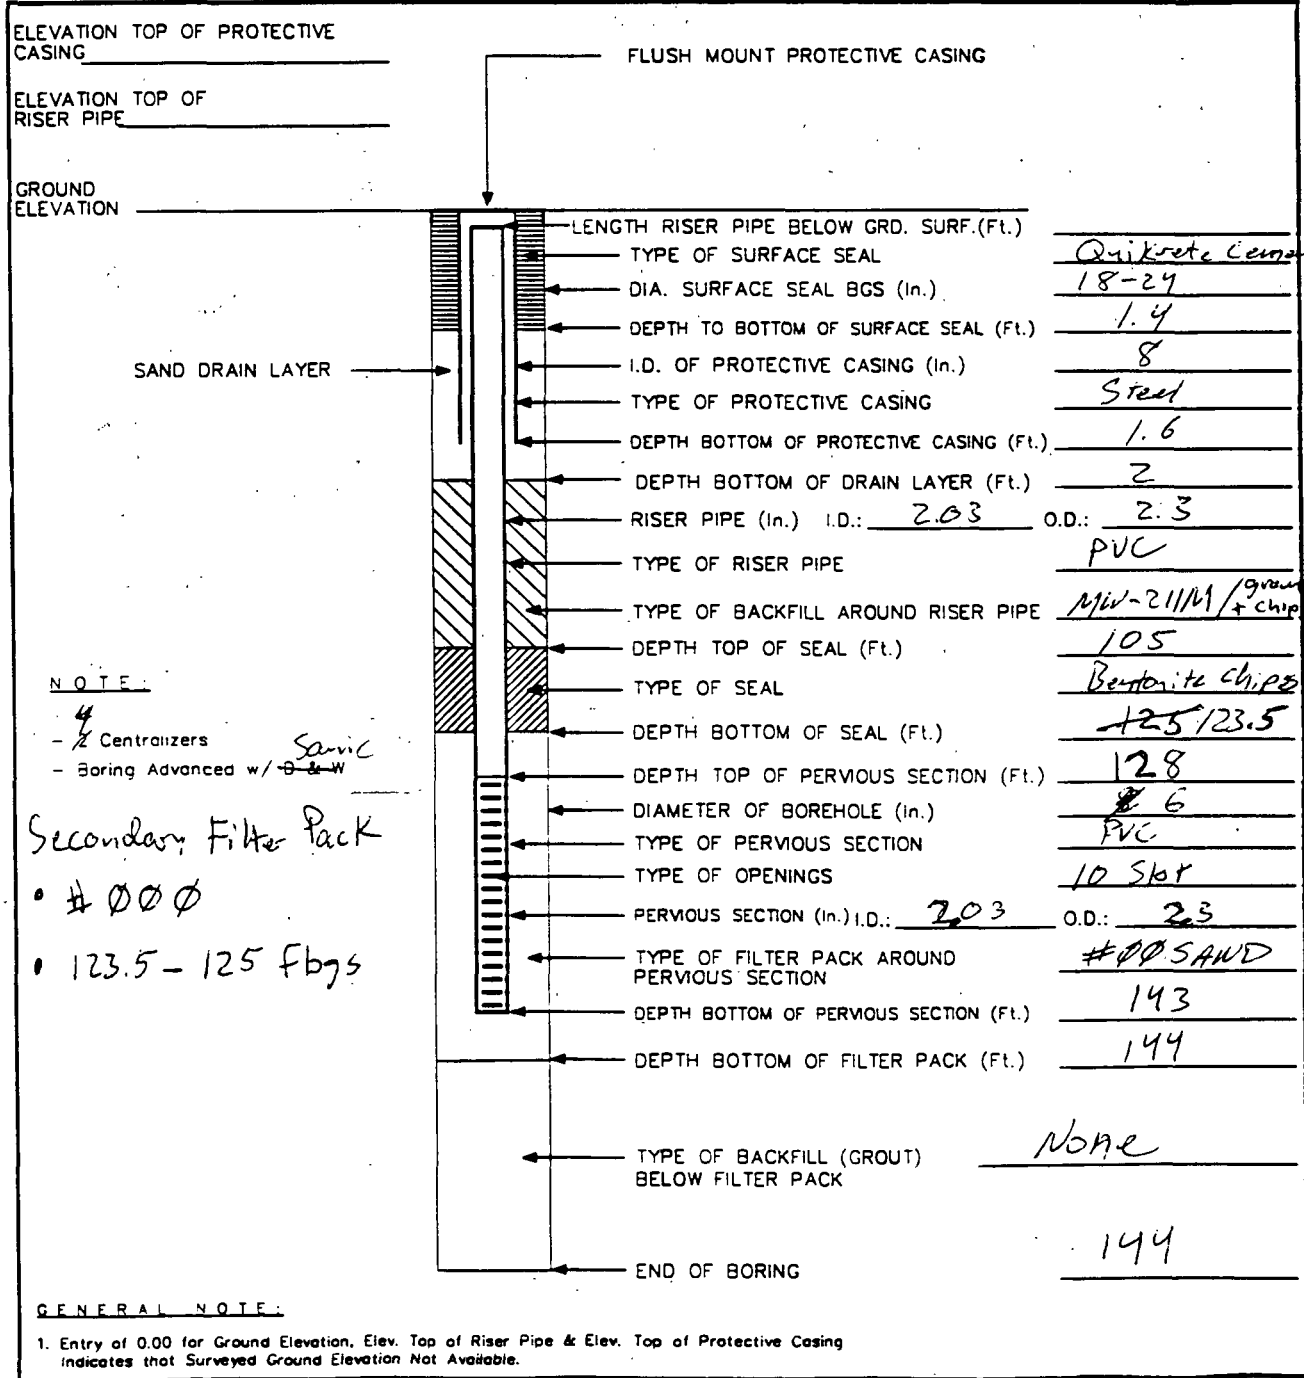 ELEVATION TOP OF PROTECTIVE
CASING
FLUSH MOUNT PROTECTIVE CASING
ELEVATION TOP OF
RISER PIPE
GROUND
ELEVATION
LENGTH RISER PIPE BELOW GRD. SURF.(Ft.)
TYPE OF SURFACE SEAL Quikrete Ceme
DIA. SURFACE SEAL BGS (In.) 18-24
DEPTH TO BOTTOM OF SURFACE SEAL (Ft.) 1.4
SAND DRAIN LAYER
I.D. OF PROTECTIVE CASING (In.) 8
TYPE OF PROTECTIVE CASING Steel
DEPTH BOTTOM OF PROTECTIVE CASING (Ft.) 1.6
DEPTH BOTTOM OF DRAIN LAYER (Ft.) 2
RISER PIPE (In.) I.D.: 2.03 O.D.: 2.3
TYPE OF RISER PIPE PVC
TYPE OF BACKFILL AROUND RISER PIPE MW-211M / grou + chip
DEPTH TOP OF SEAL (Ft.) 105
TYPE OF SEAL Bentonite Chips
DEPTH BOTTOM OF SEAL (Ft.) 125 123.5
DEPTH TOP OF PERVIOUS SECTION (Ft.) 128
DIAMETER OF BOREHOLE (in.) 6
TYPE OF PERVIOUS SECTION PVC
TYPE OF OPENINGS 10 Slot
PERVIOUS SECTION (In.) I.D.: 2.03 O.D.: 2.3
TYPE OF FILTER PACK AROUND #00 SAND
PERVIOUS SECTION
DEPTH BOTTOM OF PERVIOUS SECTION (Ft.) 143
DEPTH BOTTOM OF FILTER PACK (Ft.) 144
TYPE OF BACKFILL (GROUT) None
BELOW FILTER PACK
END OF BORING 144
NOTE:
- 4 Centralizers
- Boring Advanced w/ D & W Sonic
Secondary Filter Pack
• # 000
• 123.5 - 125 fbgs
GENERAL NOTE:
1. Entry of 0.00 for Ground Elevation, Elev. Top of Riser Pipe & Elev. Top of Protective Casing
Indicates that Surveyed Ground Elevation Not Available.